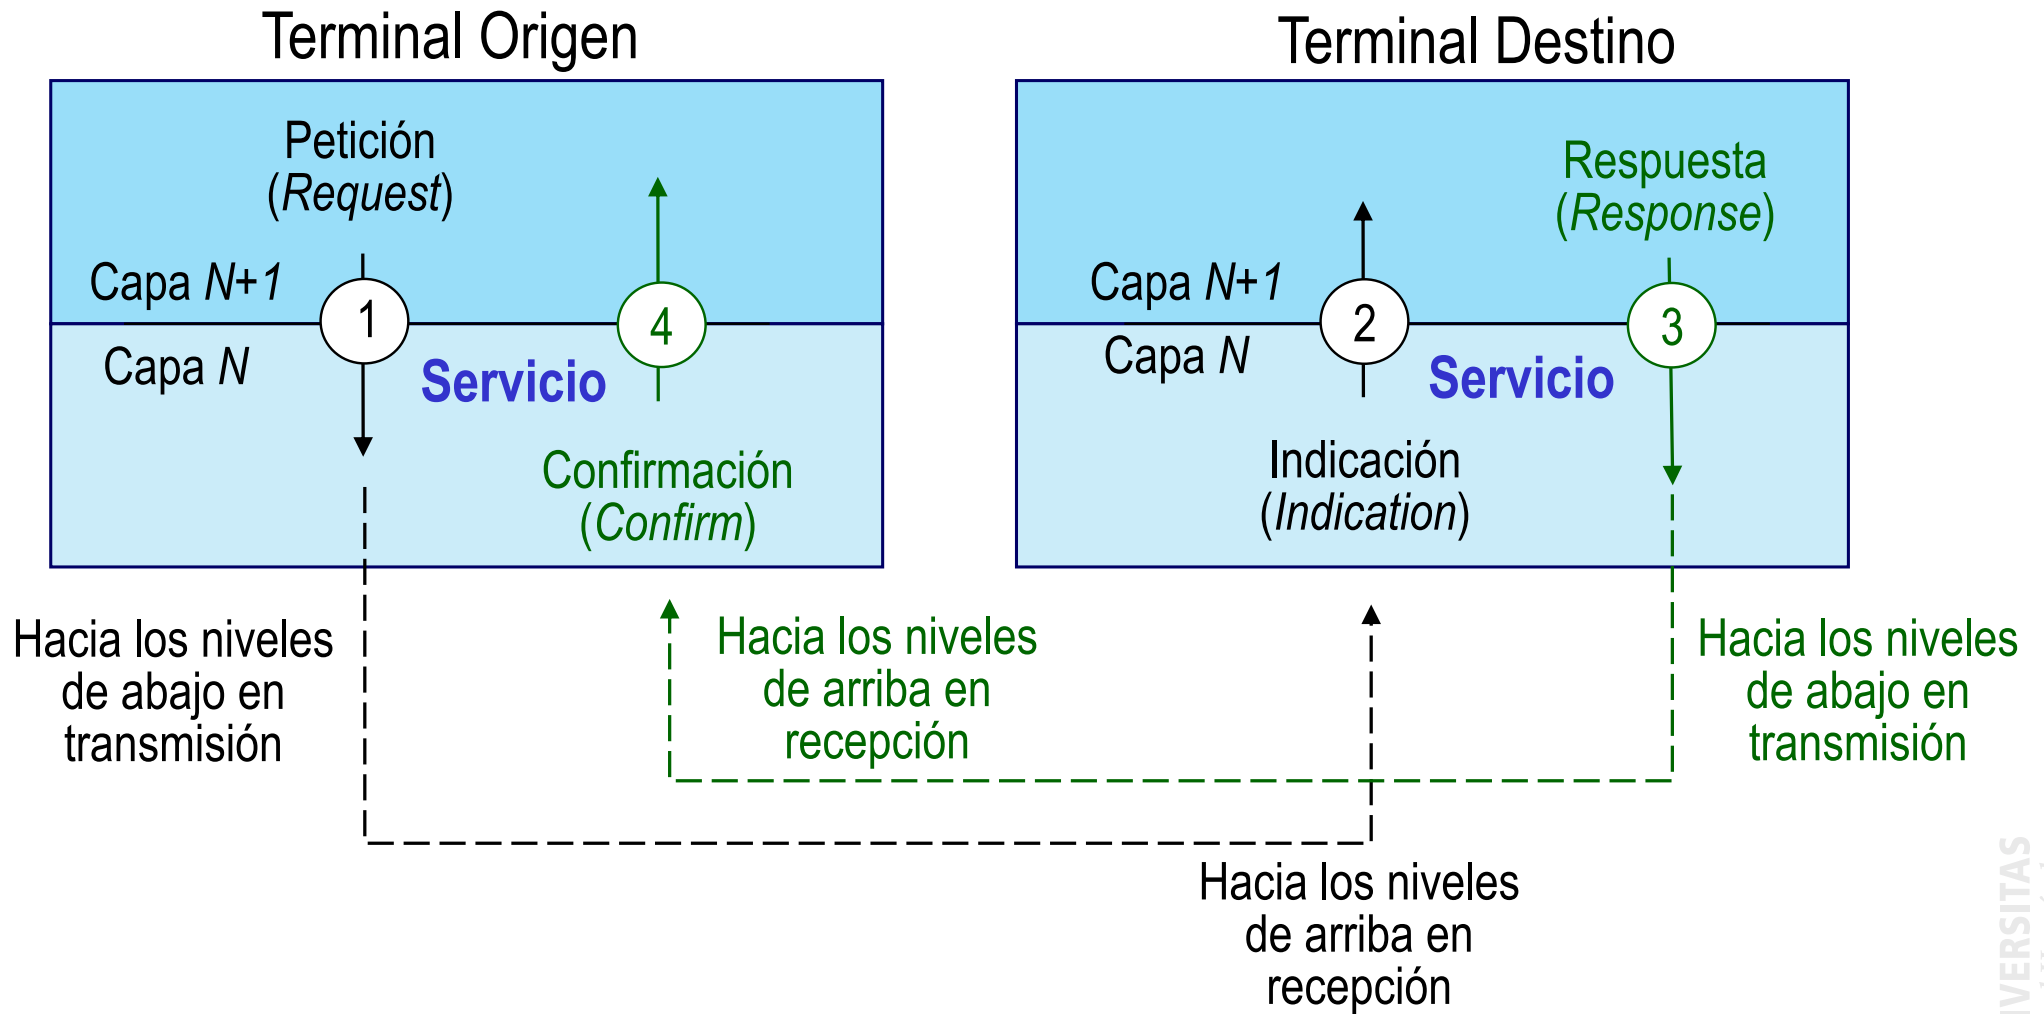 Terminal Origen
Petición
(Request)
Capa N+1
1
4
Capa N
Servicio
Confirmación
(Confirm)
Terminal Destino
Respuesta
(Response)
Capa N+1
2
3
Capa N
Servicio
Indicación
(Indication)
Hacia los niveles
de abajo en
transmisión
Hacia los niveles
de arriba en
recepción
Hacia los niveles
de abajo en
transmisión
Hacia los niveles
de arriba en
recepción
VERSITAS